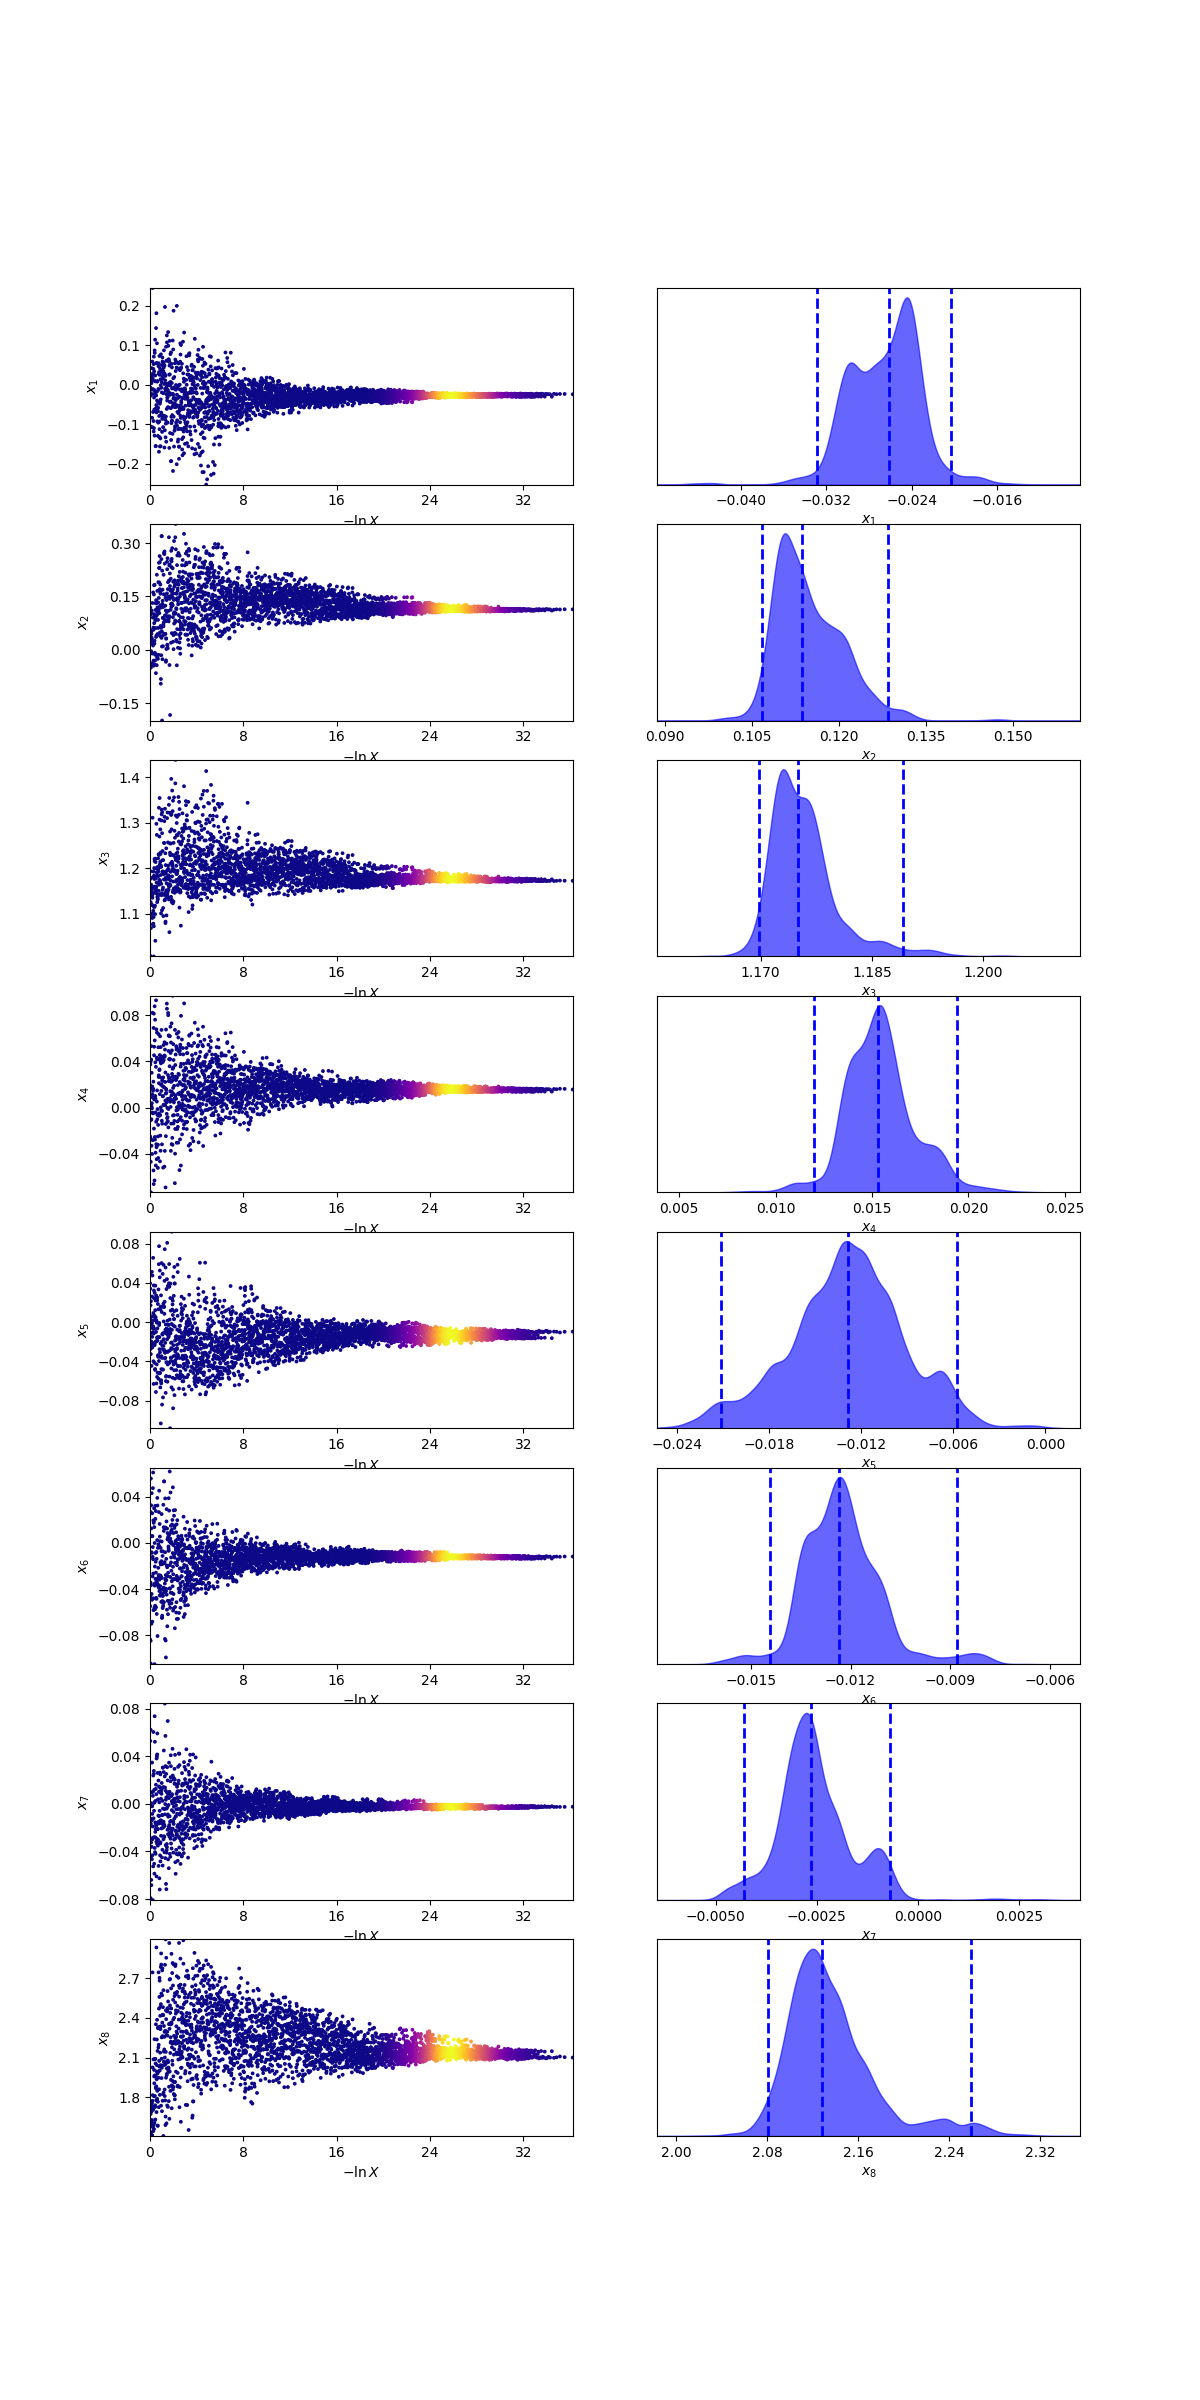 0.2
0.1
0.0
−0.1
−0.2
x₁
0 8 16 24 32
−ln X
−0.040 −0.032 −0.024 −0.016
x₁
0.30
0.15
0.00
−0.15
x₂
0 8 16 24 32
−ln X
0.090 0.105 0.120 0.135 0.150
x₂
1.4
1.3
1.2
1.1
x₃
0 8 16 24 32
−ln X
1.170 1.185 1.200
x₃
0.08
0.04
0.00
−0.04
x₄
0 8 16 24 32
−ln X
0.005 0.010 0.015 0.020 0.025
x₄
0.08
0.04
0.00
−0.04
−0.08
x₅
0 8 16 24 32
−ln X
−0.024 −0.018 −0.012 −0.006 0.000
x₅
0.04
0.00
−0.04
−0.08
x₆
0 8 16 24 32
−ln X
−0.015 −0.012 −0.009 −0.006
x₆
0.08
0.04
0.00
−0.04
−0.08
x₇
0 8 16 24 32
−ln X
−0.0050 −0.0025 0.0000 0.0025
x₇
2.7
2.4
2.1
1.8
x₈
0 8 16 24 32
−ln X
2.00 2.08 2.16 2.24 2.32
x₈